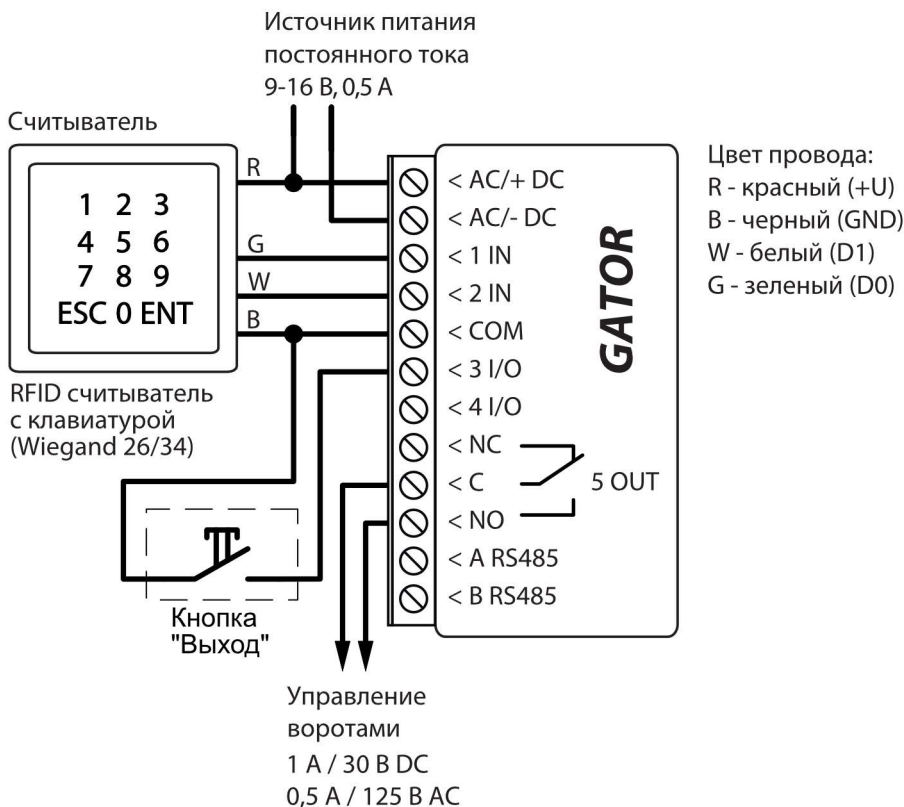 Источник питания
постоянного тока
9-16 В, 0,5 А
Считыватель
1 2 3
4 5 6
7 8 9
ESC 0 ENT
RFID считыватель
с клавиатурой
(Wiegand 26/34)
R
G
W
B
Кнопка
"Выход"
< AC/+ DC
< AC/- DC
< 1 IN
< 2 IN
< COM
< 3 I/O
< 4 I/O
< NC
< C
< NO
< A RS485
< B RS485
5 OUT
GATOR
Цвет провода:
R - красный (+U)
B - черный (GND)
W - белый (D1)
G - зеленый (D0)
Управление
воротами
1 А / 30 В DC
0,5 А / 125 В AC